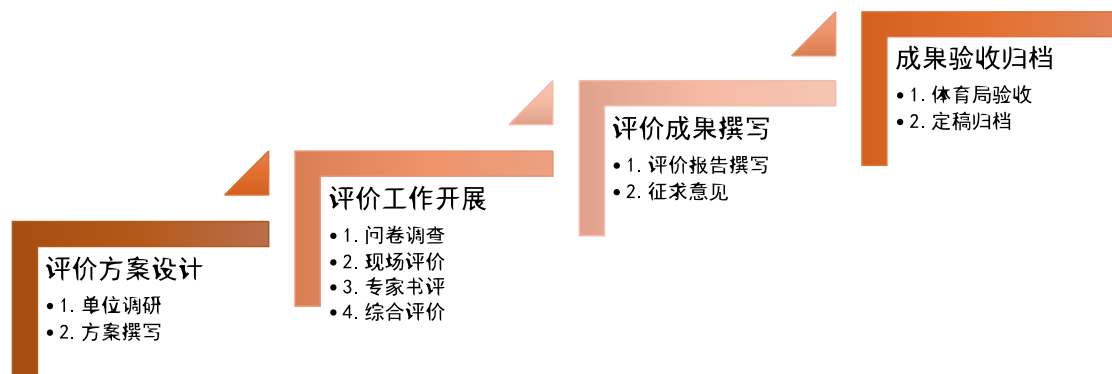 评价方案设计
• 1. 单位调研
• 2. 方案撰写
评价工作开展
• 1. 问卷调查
• 2. 现场评价
• 3. 专家书评
• 4. 综合评价
评价成果撰写
• 1. 评价报告撰写
• 2. 征求意见
成果验收归档
• 1. 体育局验收
• 2. 定稿归档